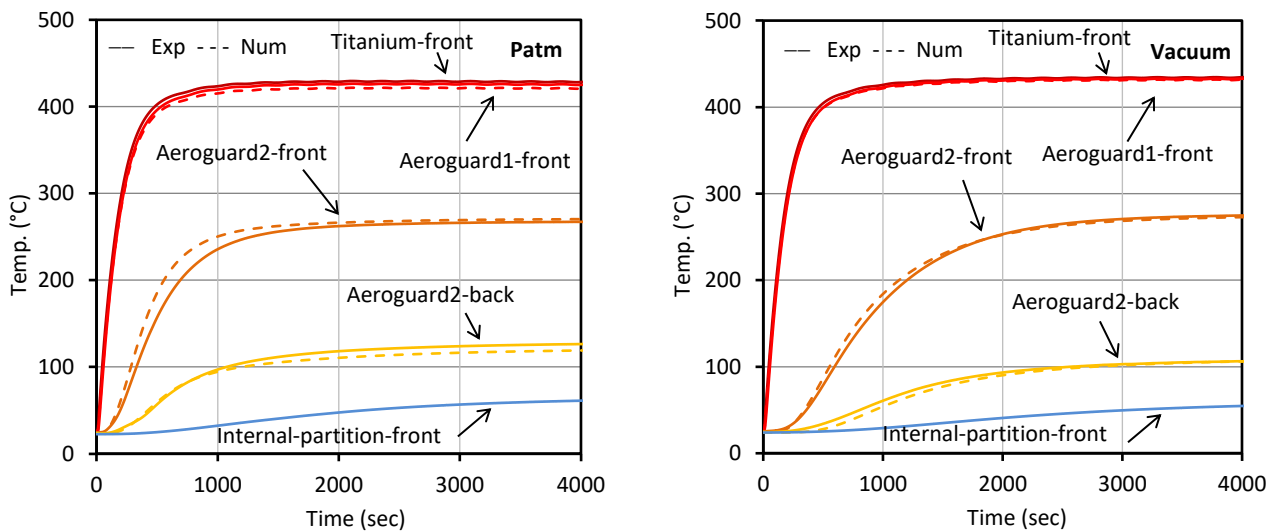 500
Exp Num
Titanium-front
Patm
400
Aeroguard2-front
Aeroguard1-front
300
Temp. (°C)
200
Aeroguard2-back
100
Internal-partition-front
0
0 1000 2000 3000 4000
Time (sec)
500
Exp Num
Titanium-front
Vacuum
400
Aeroguard2-front
Aeroguard1-front
300
Temp. (°C)
200
Aeroguard2-back
100
Internal-partition-front
0
0 1000 2000 3000 4000
Time (sec)